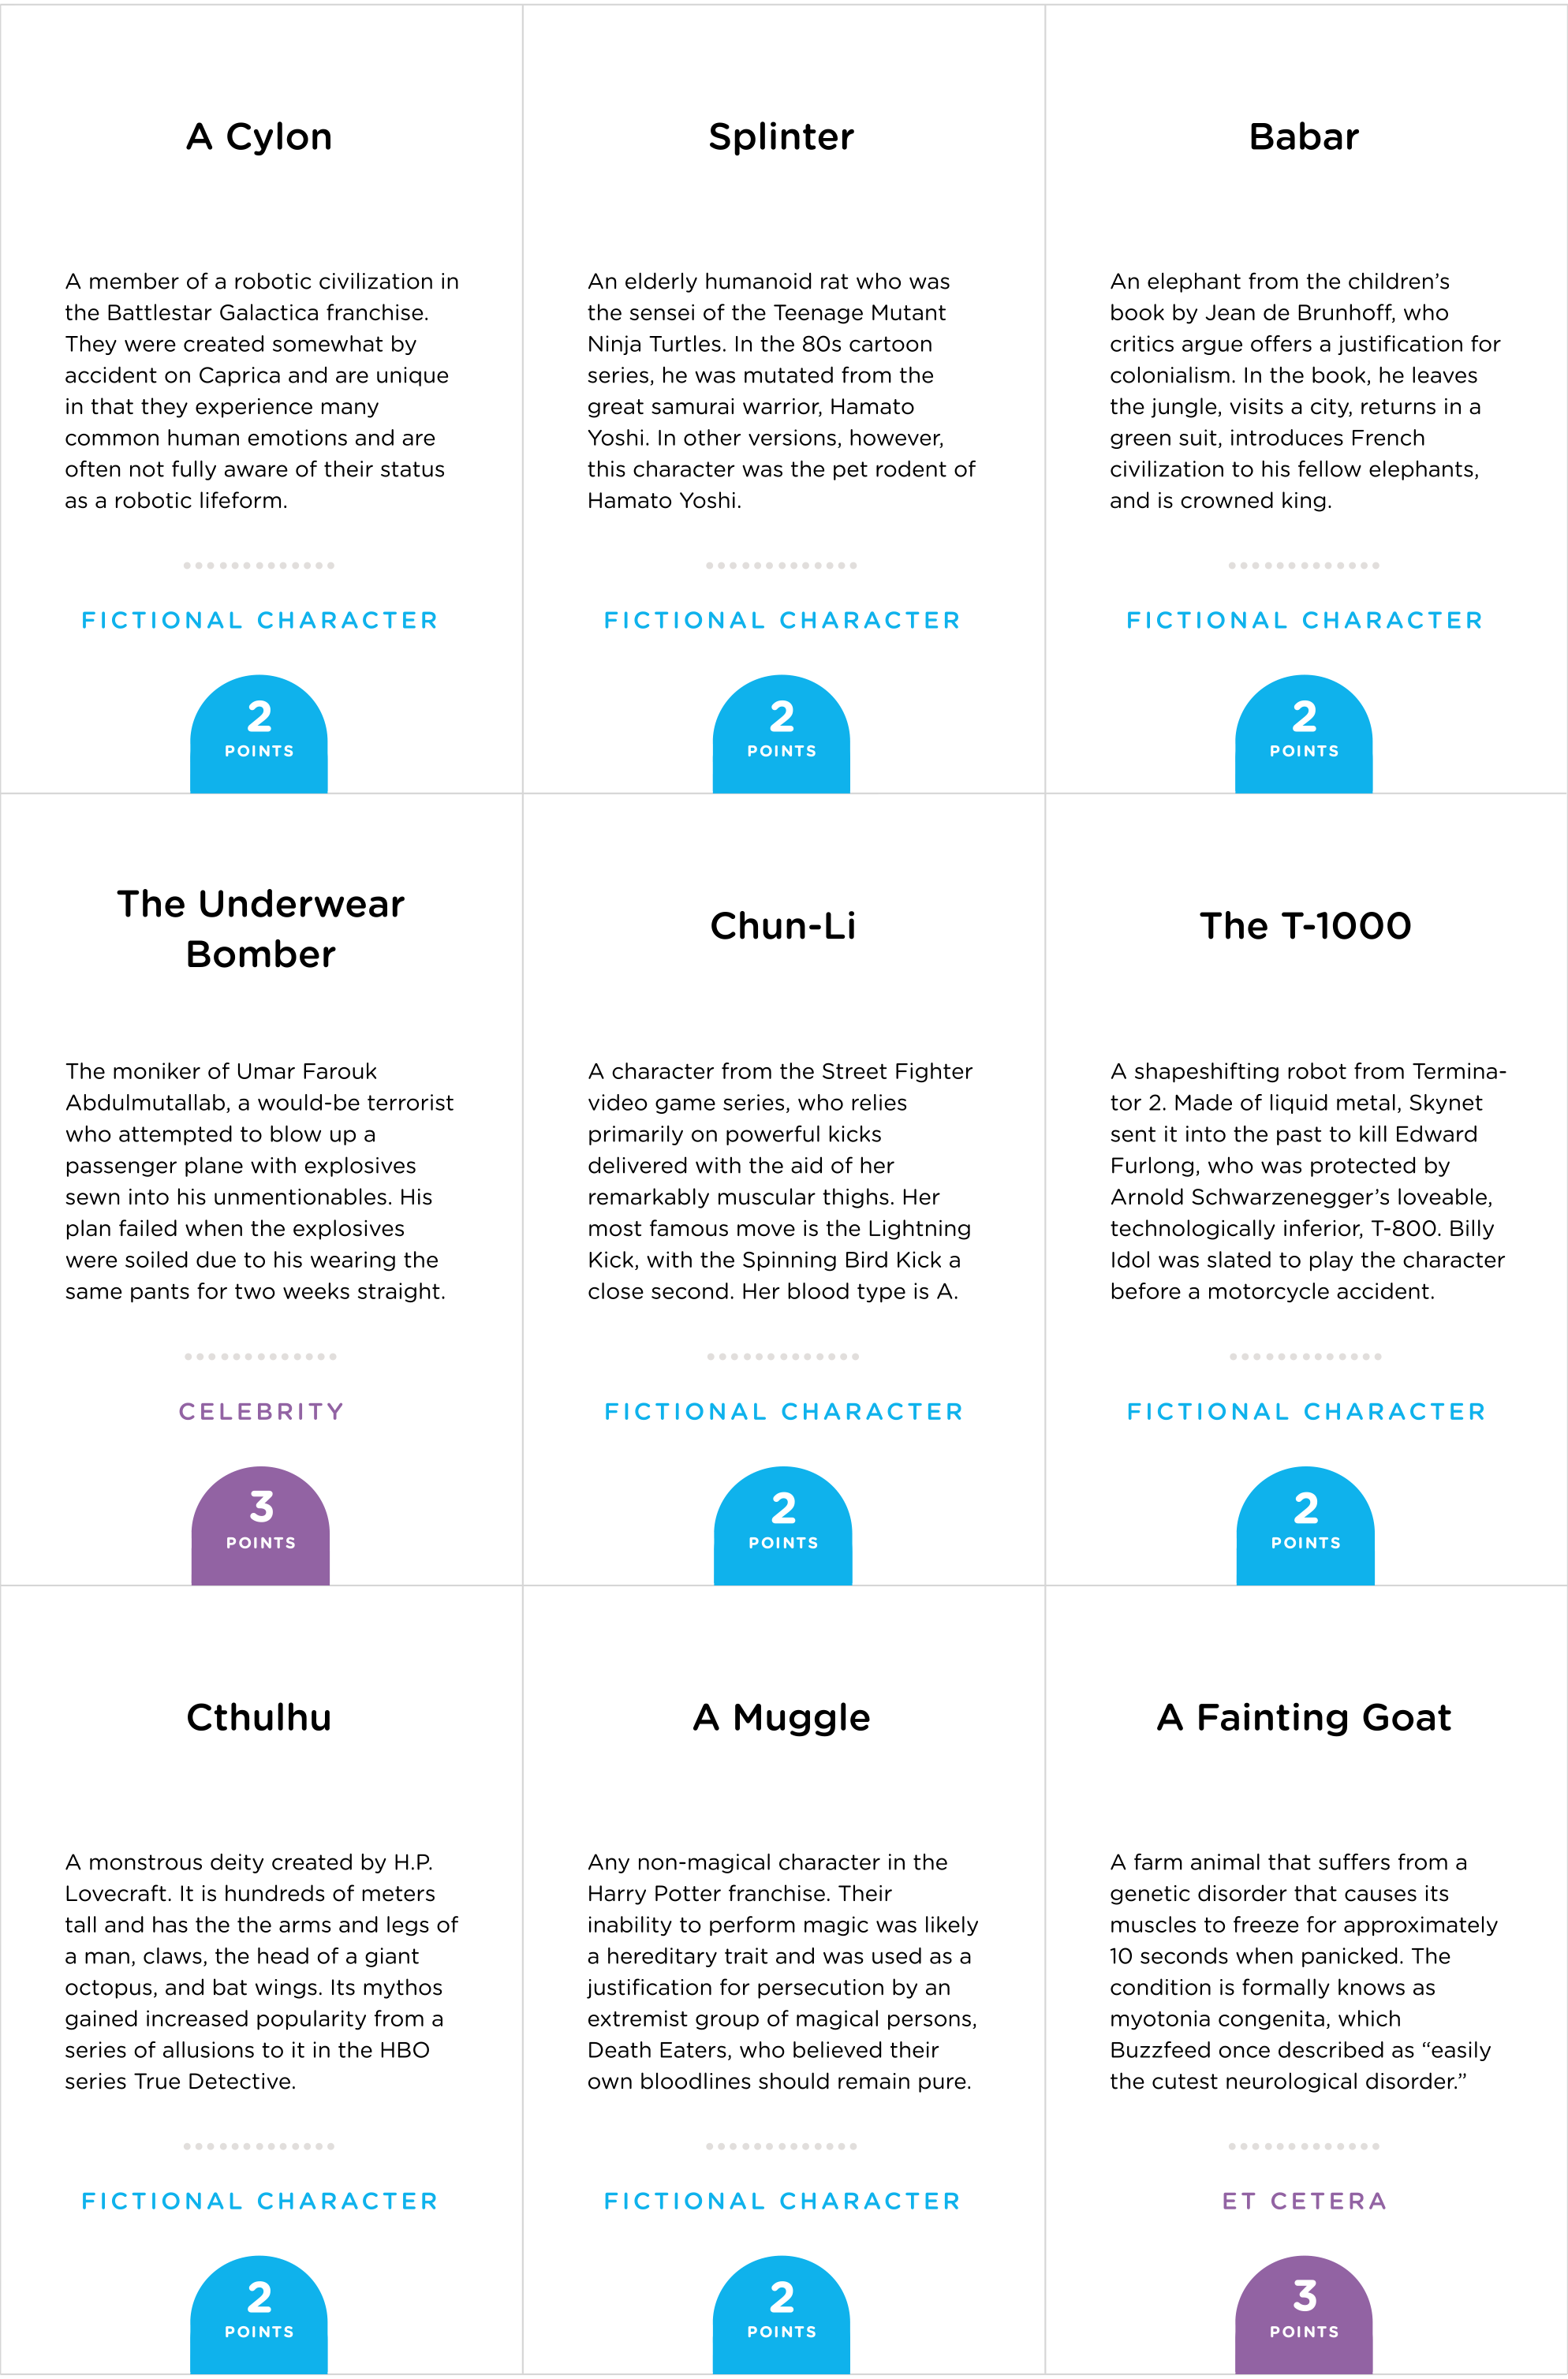 A Cylon
A member of a robotic civilization in
the Battlestar Galactica franchise.
They were created somewhat by
accident on Caprica and are unique
in that they experience many
common human emotions and are
often not fully aware of their status
as a robotic lifeform.
FICTIONAL CHARACTER
2
POINTS
Splinter
An elderly humanoid rat who was
the sensei of the Teenage Mutant
Ninja Turtles. In the 80s cartoon
series, he was mutated from the
great samurai warrior, Hamato
Yoshi. In other versions, however,
this character was the pet rodent of
Hamato Yoshi.
FICTIONAL CHARACTER
2
POINTS
Babar
An elephant from the children’s
book by Jean de Brunhoff, who
critics argue offers a justification for
colonialism. In the book, he leaves
the jungle, visits a city, returns in a
green suit, introduces French
civilization to his fellow elephants,
and is crowned king.
FICTIONAL CHARACTER
2
POINTS
The Underwear
Bomber
The moniker of Umar Farouk
Abdulmutallab, a would-be terrorist
who attempted to blow up a
passenger plane with explosives
sewn into his unmentionables. His
plan failed when the explosives
were soiled due to his wearing the
same pants for two weeks straight.
CELEBRITY
3
POINTS
Chun-Li
A character from the Street Fighter
video game series, who relies
primarily on powerful kicks
delivered with the aid of her
remarkably muscular thighs. Her
most famous move is the Lightning
Kick, with the Spinning Bird Kick a
close second. Her blood type is A.
FICTIONAL CHARACTER
2
POINTS
The T-1000
A shapeshifting robot from Termina-
tor 2. Made of liquid metal, Skynet
sent it into the past to kill Edward
Furlong, who was protected by
Arnold Schwarzenegger’s loveable,
technologically inferior, T-800. Billy
Idol was slated to play the character
before a motorcycle accident.
FICTIONAL CHARACTER
2
POINTS
Cthulhu
A monstrous deity created by H.P.
Lovecraft. It is hundreds of meters
tall and has the the arms and legs of
a man, claws, the head of a giant
octopus, and bat wings. Its mythos
gained increased popularity from a
series of allusions to it in the HBO
series True Detective.
FICTIONAL CHARACTER
2
POINTS
A Muggle
Any non-magical character in the
Harry Potter franchise. Their
inability to perform magic was likely
a hereditary trait and was used as a
justification for persecution by an
extremist group of magical persons,
Death Eaters, who believed their
own bloodlines should remain pure.
FICTIONAL CHARACTER
2
POINTS
A Fainting Goat
A farm animal that suffers from a
genetic disorder that causes its
muscles to freeze for approximately
10 seconds when panicked. The
condition is formally knows as
myotonia congenita, which
Buzzfeed once described as “easily
the cutest neurological disorder.”
ET CETERA
3
POINTS